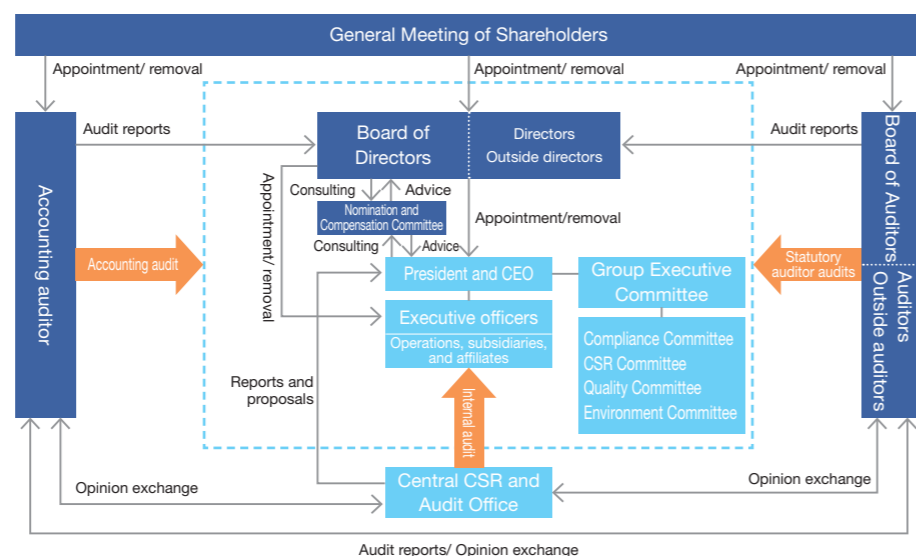 General Meeting of Shareholders
Appointment/ removal
Appointment/ removal
Appointment/ removal
Audit reports
Board of
Directors
Directors
Outside directors
Audit reports
Accounting auditor
Board of Auditors
Auditors
Outside auditors
Appointment/ removal
Consulting
Advice
Nomination and
Compensation Committee
Consulting
Advice
Appointment/removal
Accounting audit
Statutory
auditor audits
President and CEO
Group Executive
Committee
Executive officers
Operations, subsidiaries,
and affiliates
Compliance Committee
CSR Committee
Quality Committee
Environment Committee
Reports and
proposals
Internal audit
Central CSR and
Audit Office
Opinion exchange
Opinion exchange
Audit reports/ Opinion exchange